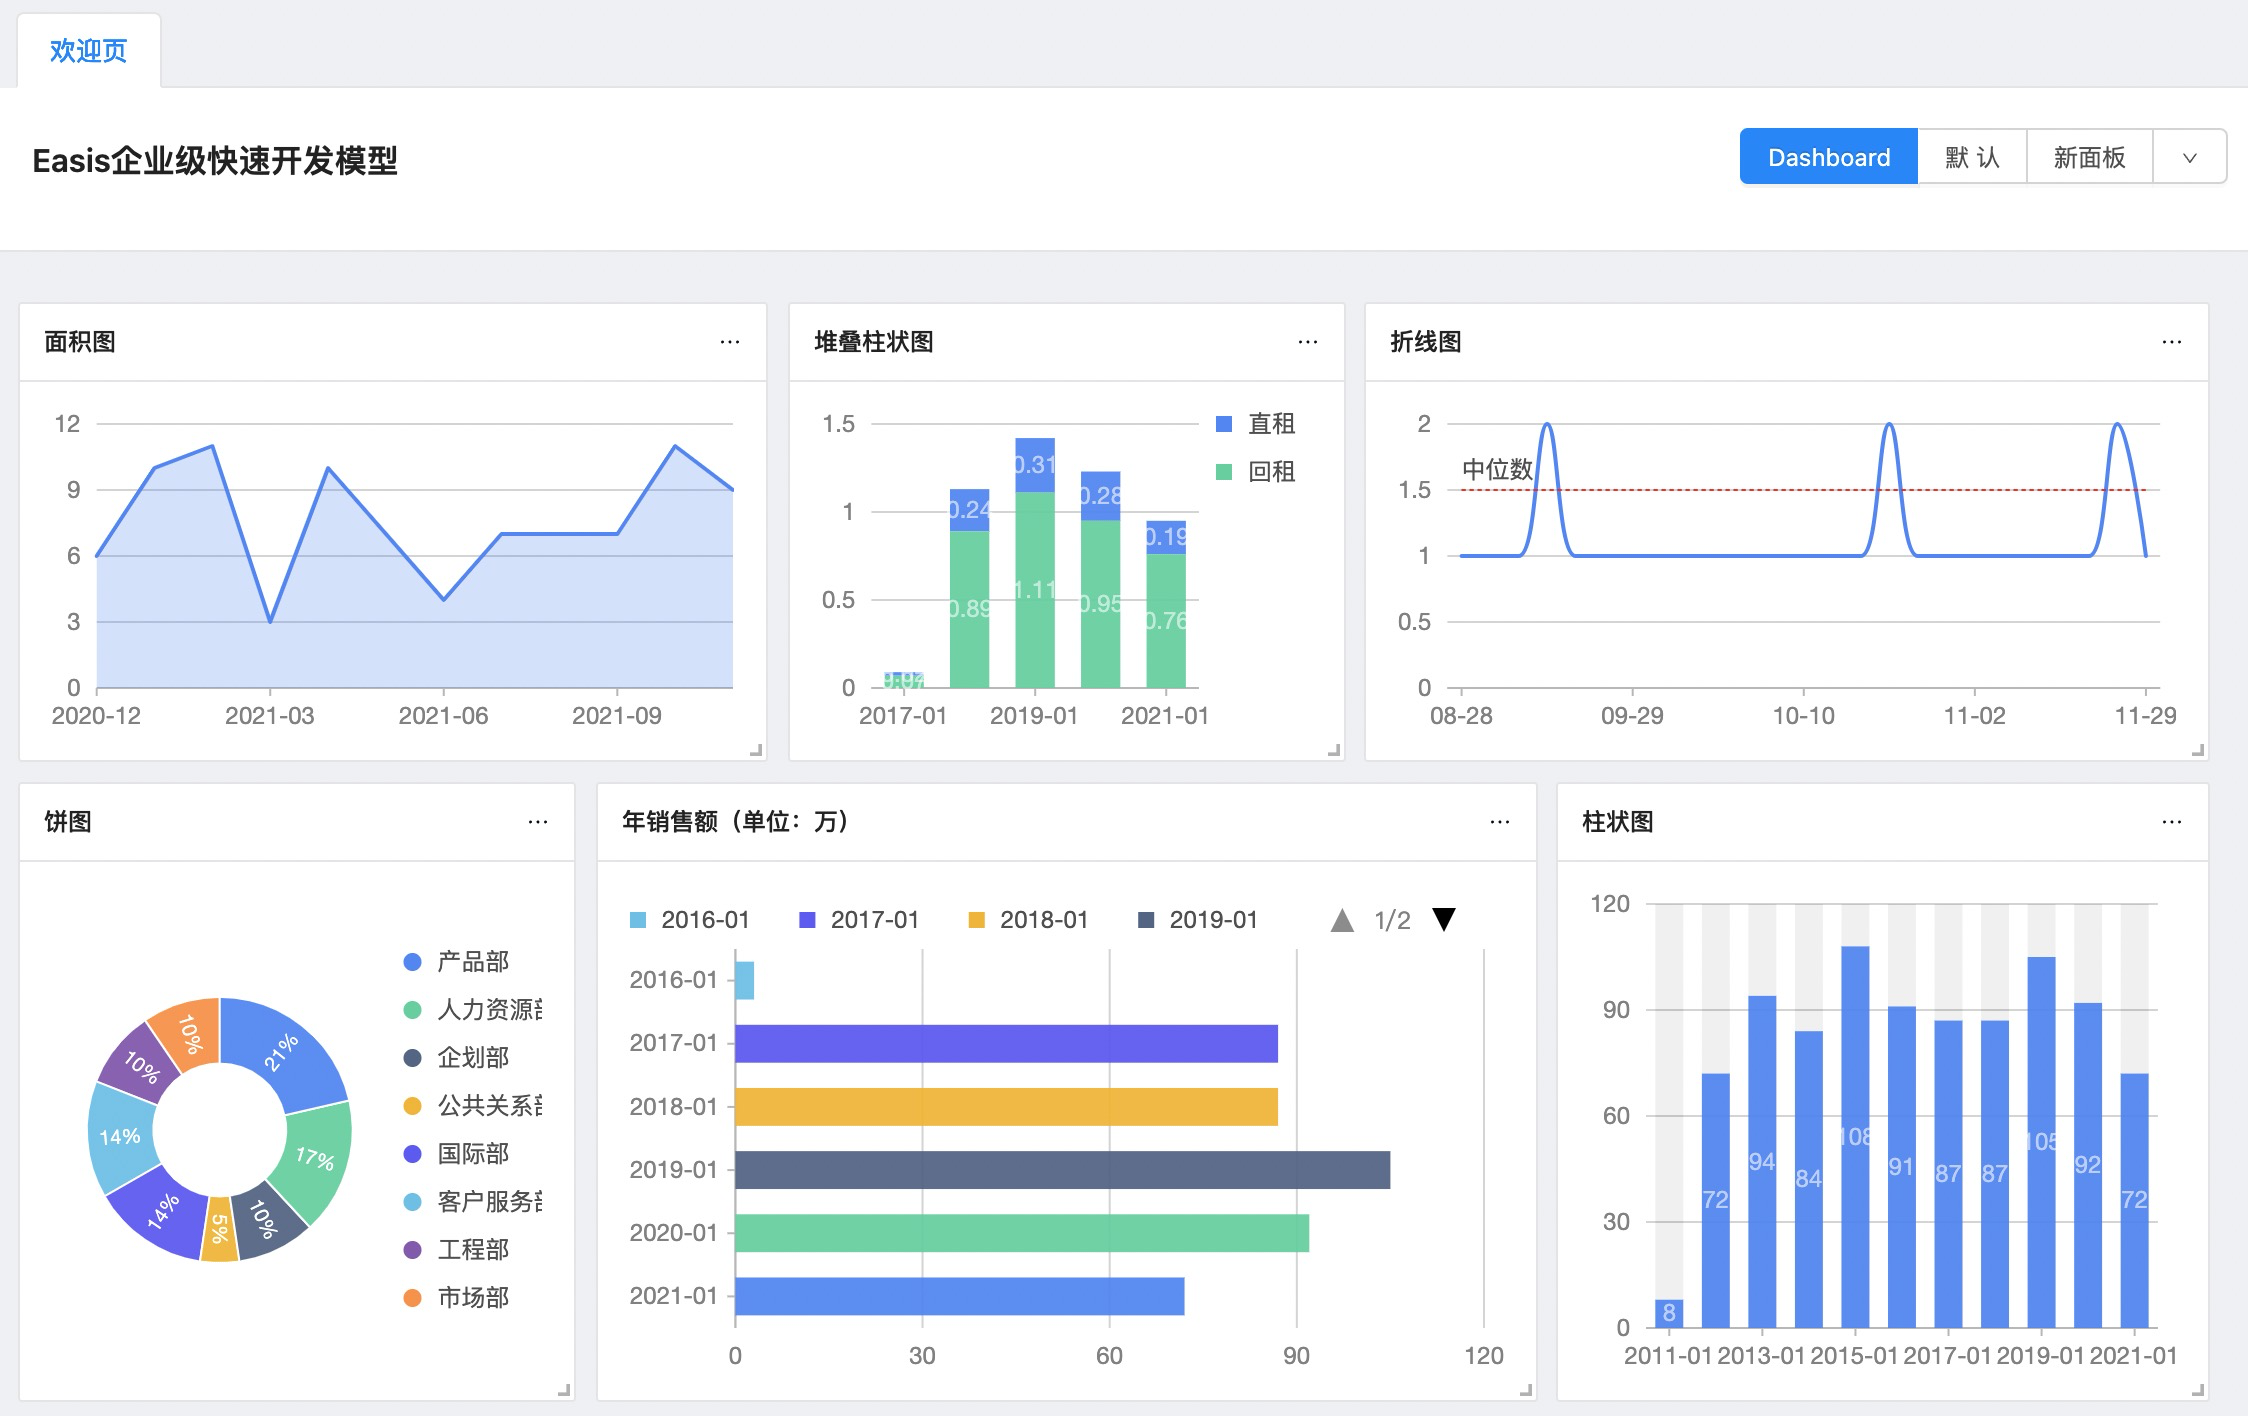 欢迎页
Easis企业级快速开发模型
Dashboard 默 认 新面板
面积图 ...
12
9
6
3
0
2020-12 2021-03 2021-06 2021-09
堆叠柱状图 ...
1.5
1
0.5
0
直租
回租
0.24 0.31 0.28 0.19
0.89 1.11 0.95 0.76
2017-01 2019-01 2021-01
折线图 ...
2
1.5
1
0.5
0
中位数
08-28 09-29 10-10 11-02 11-29
饼图 ...
21%
17%
10%
5%
14%
14%
10%
10%
产品部
人力资源
企划部
公共关系
国际部
客户服务
工程部
市场部
年销售额（单位：万） ...
2016-01 2017-01 2018-01 2019-01 1/2
2016-01
2017-01
2018-01
2019-01
2020-01
2021-01
0 30 60 90 120
柱状图 ...
120
90
60
30
0
8 72 94 84 108 91 87 87 105 92 72
2011-01 2013-01 2015-01 2017-01 2019-01 2021-01